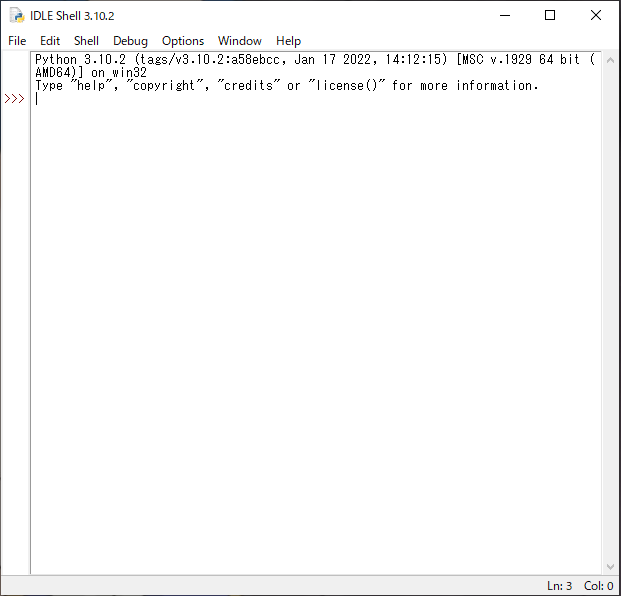 IDLE Shell 3.10.2
File Edit Shell Debug Options Window Help
Python 3.10.2 (tags/v3.10.2:a58ebcc, Jan 17 2022, 14:12:15) [MSC v.1929 64 bit (
AMD64)] on win32
Type "help", "copyright", "credits" or "license()" for more information.
>>>
Ln: 3 Col: 0